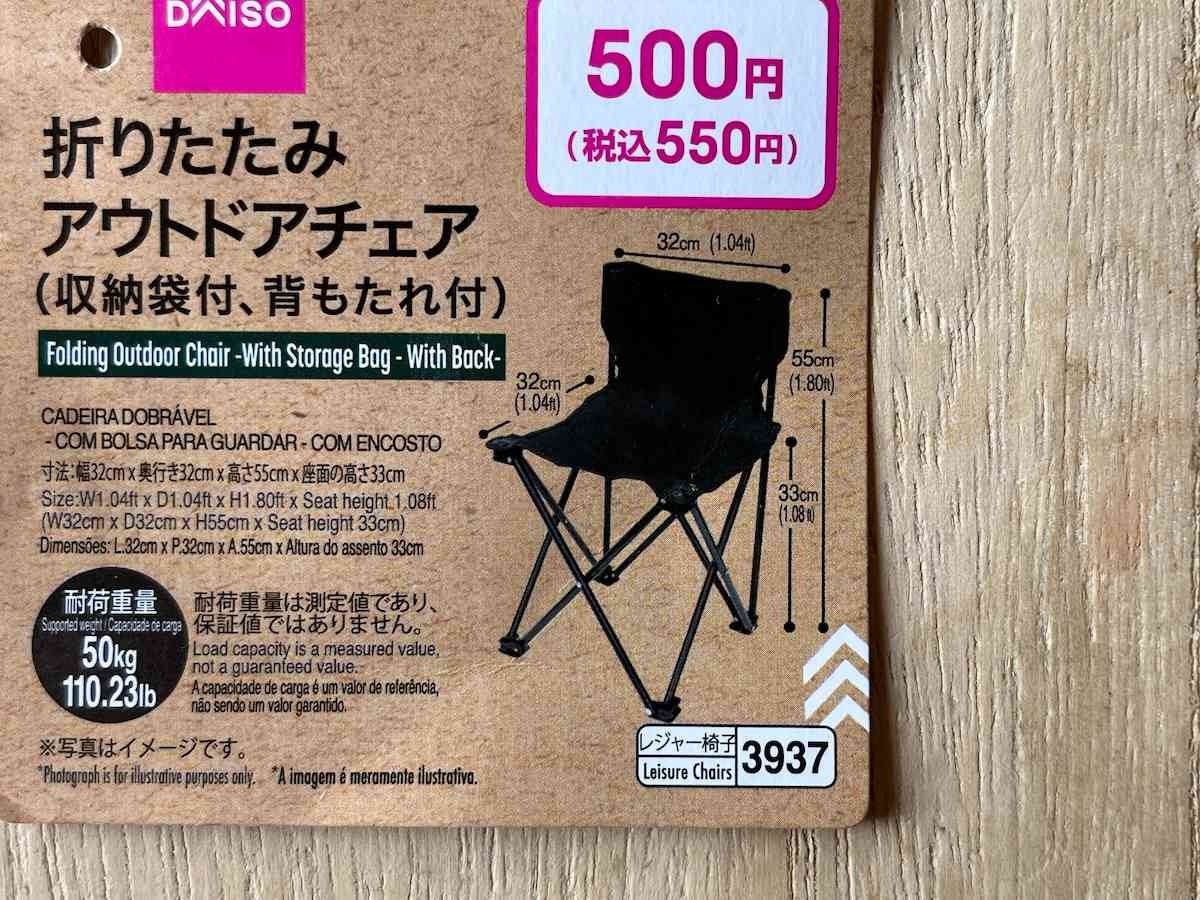 DAISO
500円
(税込550円)
折りたたみ
アウトドアチェア
(収納袋付、背もたれ付)
Folding Outdoor Chair -With Storage Bag - With Back-
CADEIRA DOBRÁVEL
- COM BOLSA PARA GUARDAR - COM ENCOSTO
寸法:幅32cm x 奥行き32cm x 高さ55cm x 座面の高さ33cm
Size:W1.04ft x D1.04ft x H1.80ft x Seat height 1.08ft
(W32cm x D32cm x H55cm x Seat height 33cm)
Dimensões: L.32cm x P.32cm x A.55cm x Altura do assento 33cm
32cm (1.04ft)
32cm
(1.04ft)
55cm
(1.80ft)
33cm
(1.08 ft)
耐荷重量
Supported weight / Capacidade de carga
50kg
110.23lb
耐荷重量は測定値であり、
保証値ではありません。
Load capacity is a measured value,
not a guaranteed value.
A capacidade de carga é um valor de referência,
não sendo um valor garantido.
※写真はイメージです。
*Photograph is for illustrative purposes only. *A imagem é meramente ilustrativa.
レジャー椅子
Leisure Chairs
3937